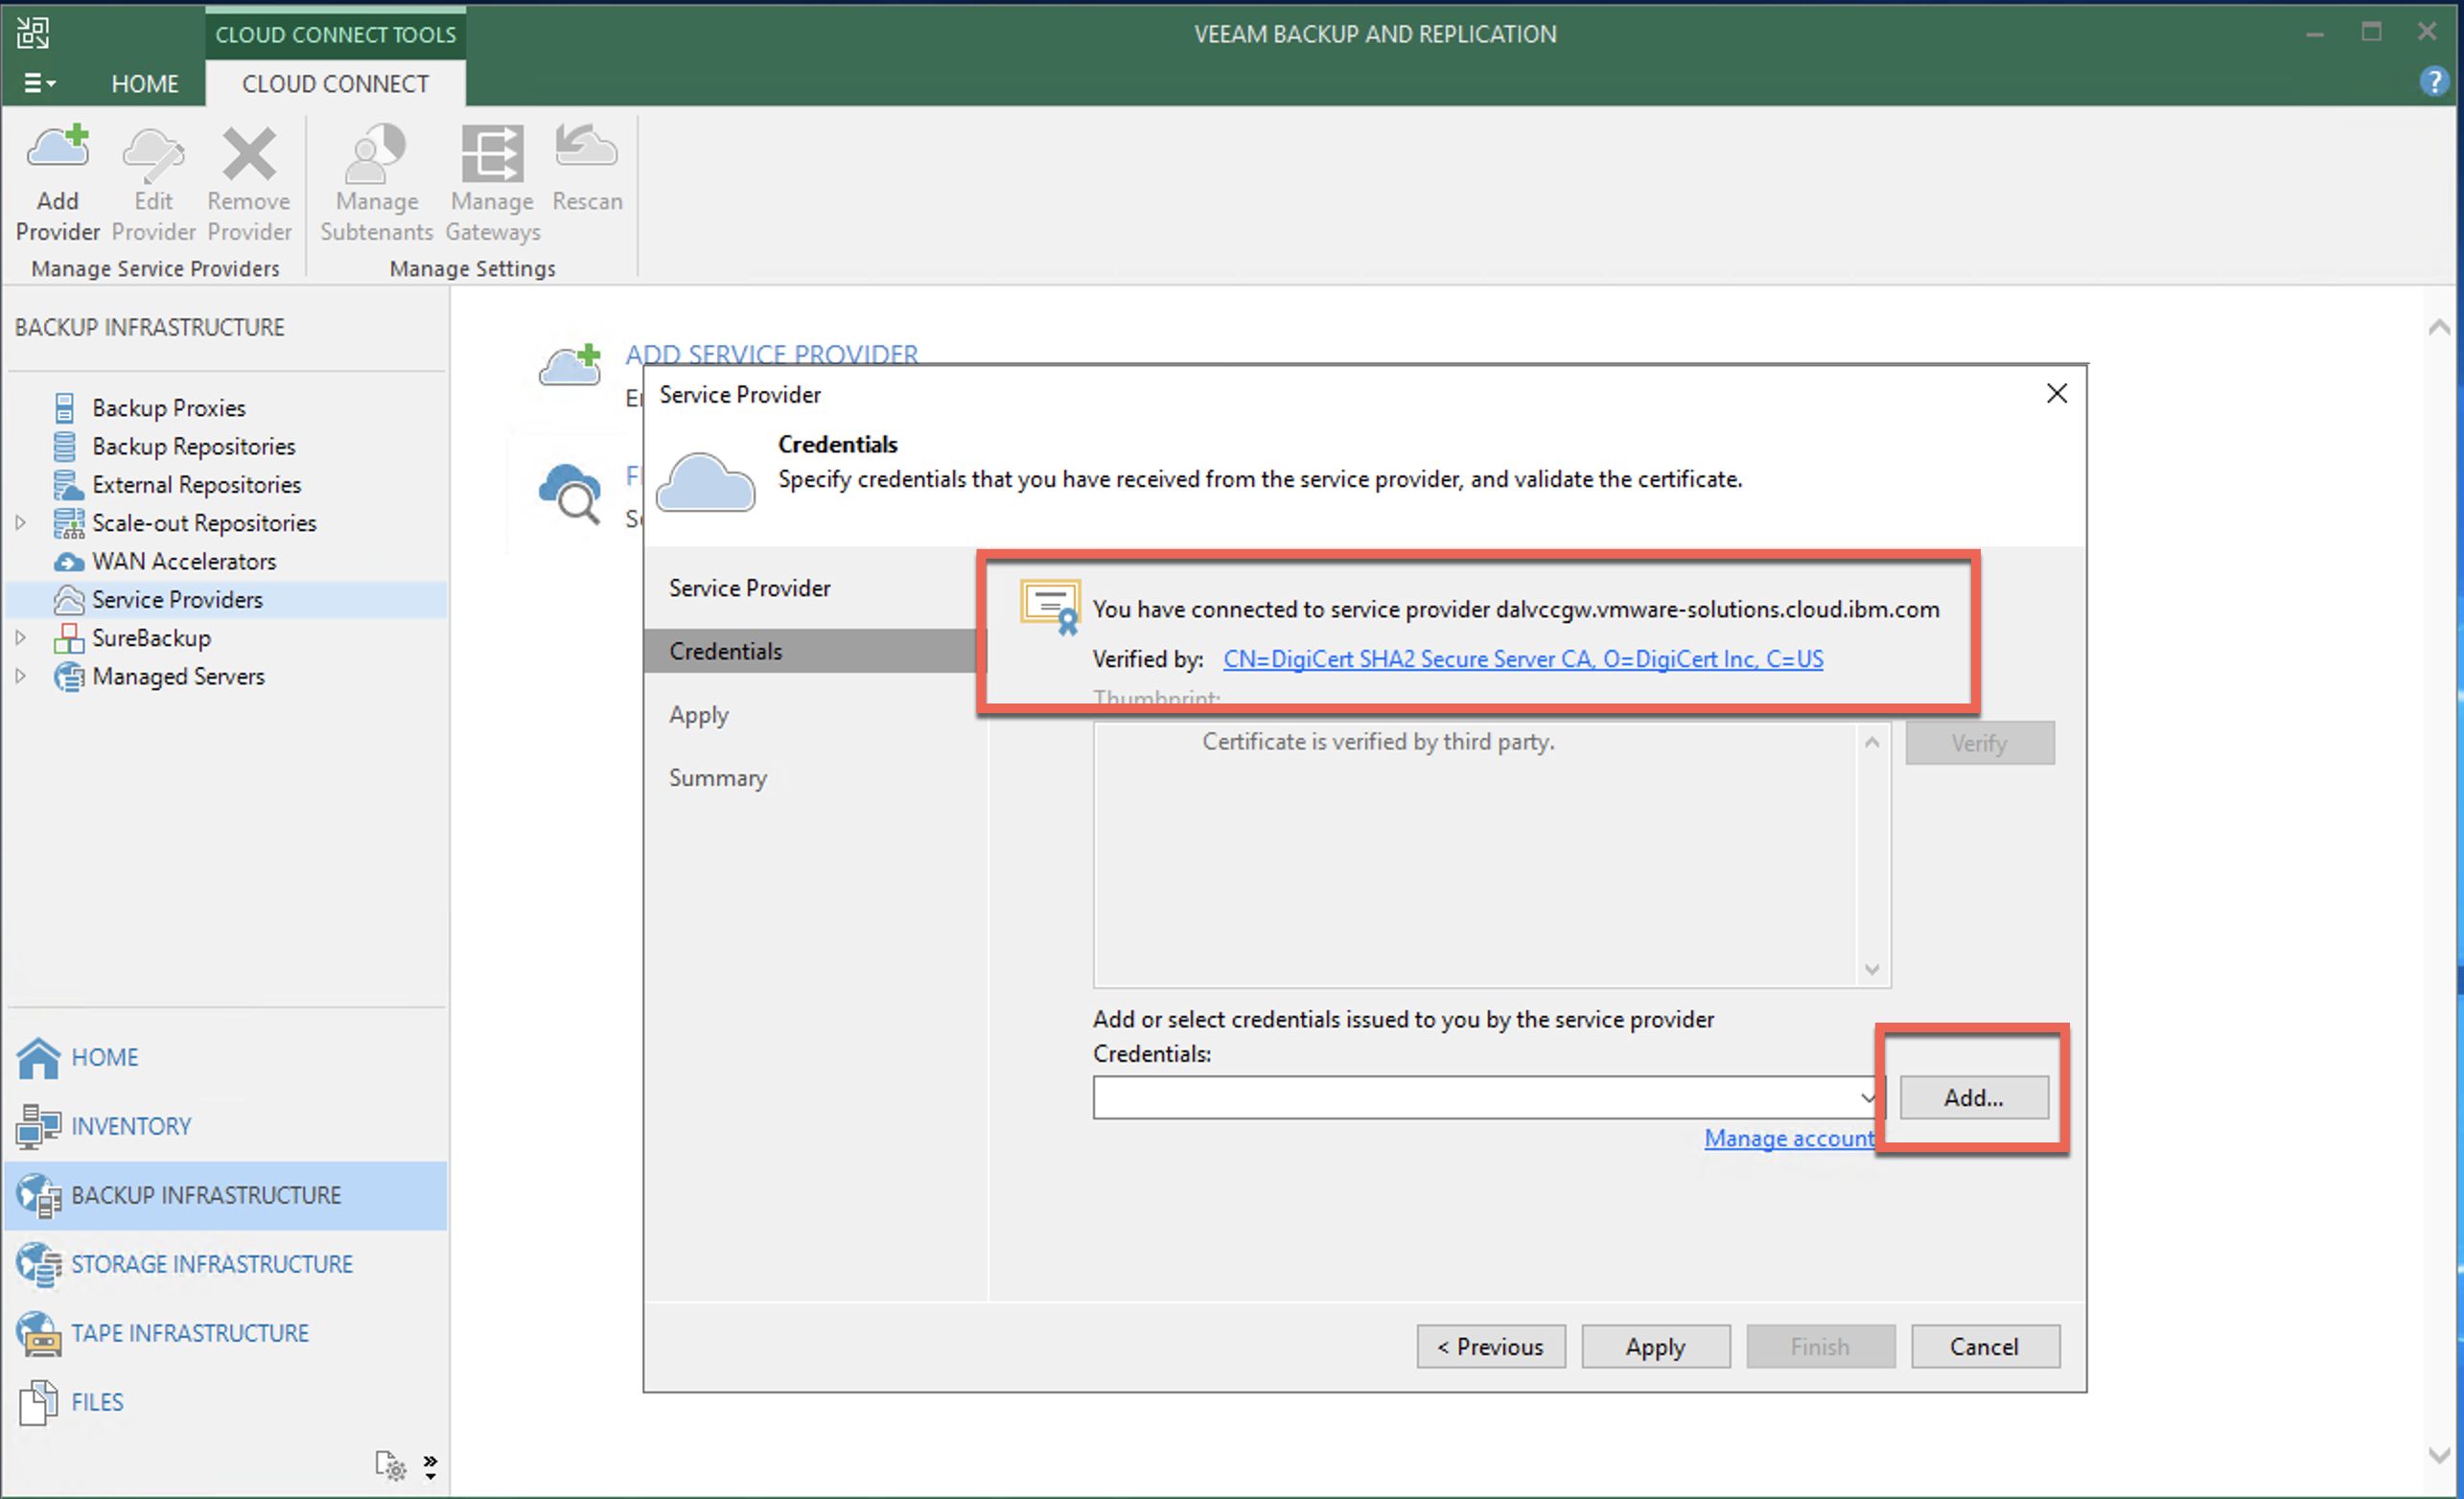 CLOUD CONNECT TOOLS
VEEAM BACKUP AND REPLICATION
HOME
CLOUD CONNECT
?
Add Provider
Edit Provider
Remove Provider
Manage Subtenants
Manage Gateways
Rescan
Manage Service Providers
Manage Settings
BACKUP INFRASTRUCTURE
Backup Proxies
Backup Repositories
External Repositories
Scale-out Repositories
WAN Accelerators
Service Providers
SureBackup
Managed Servers
HOME
INVENTORY
BACKUP INFRASTRUCTURE
STORAGE INFRASTRUCTURE
TAPE INFRASTRUCTURE
FILES
ADD SERVICE PROVIDER
Service Provider
Credentials
Specify credentials that you have received from the service provider, and validate the certificate.
Service Provider
Credentials
Apply
Summary
You have connected to service provider dalvccgw.vmware-solutions.cloud.ibm.com
Verified by: CN=DigiCert SHA2 Secure Server CA, O=DigiCert Inc, C=US
Thumbprint:
Certificate is verified by third party.
Verify
Add or select credentials issued to you by the service provider
Credentials:
Add...
Manage account
< Previous
Apply
Finish
Cancel